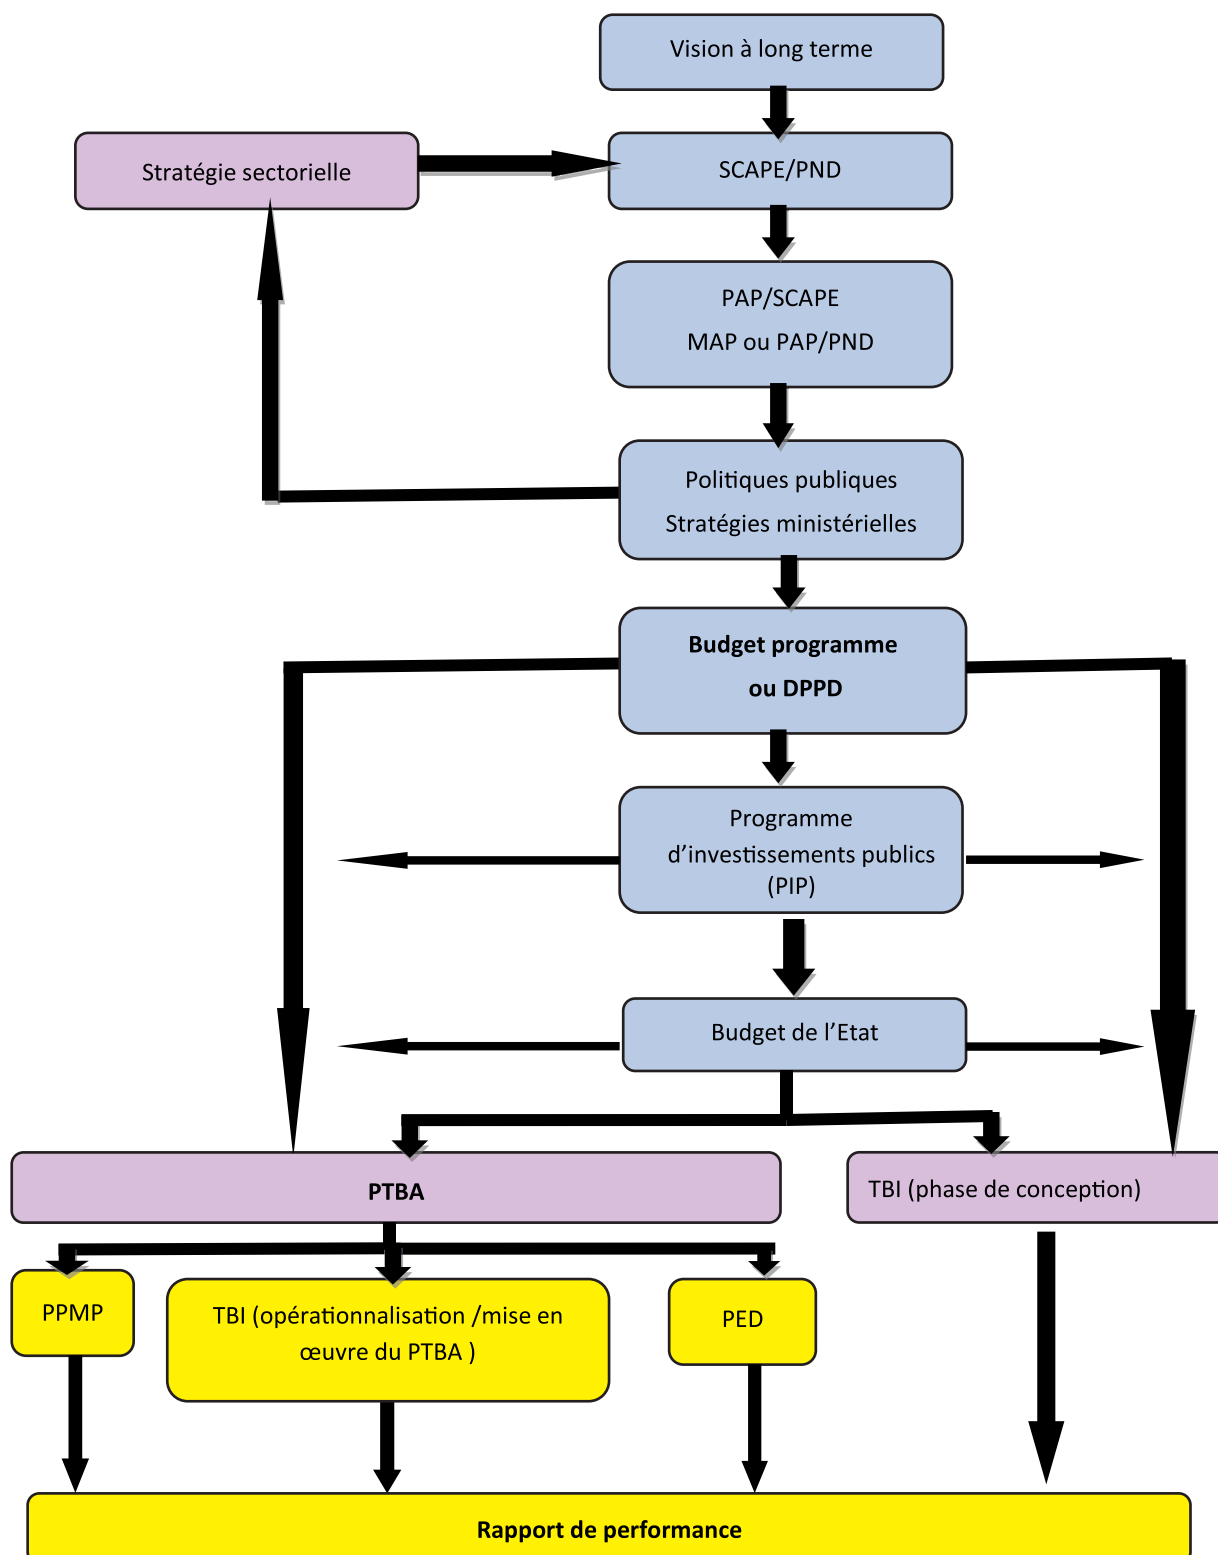 Vision à long terme
Stratégie sectorielle
SCAPE/PND
PAP/SCAPE
MAP ou PAP/PND
Politiques publiques
Stratégies ministérielles
Budget programme
ou DPPD
Programme
d’investissements publics
(PIP)
Budget de l’Etat
PTBA
TBI (phase de conception)
PPMP
TBI (opérationnalisation /mise en
œuvre du PTBA )
PED
Rapport de performance